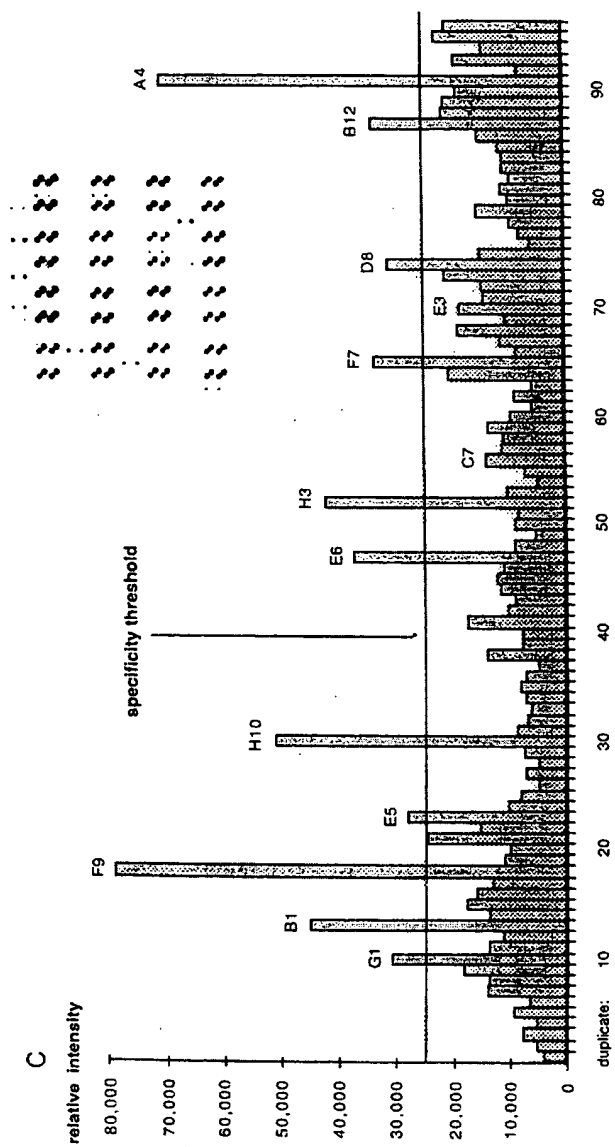 C
relative intensity
80,000
70,000
60,000
50,000
40,000
30,000
20,000
10,000
0
specificity threshold
G1
B1
F9
E5
H10
E6
H3
C7
F7
E3
D8
B12
A4
duplicate:
10
20
30
40
50
60
70
80
90